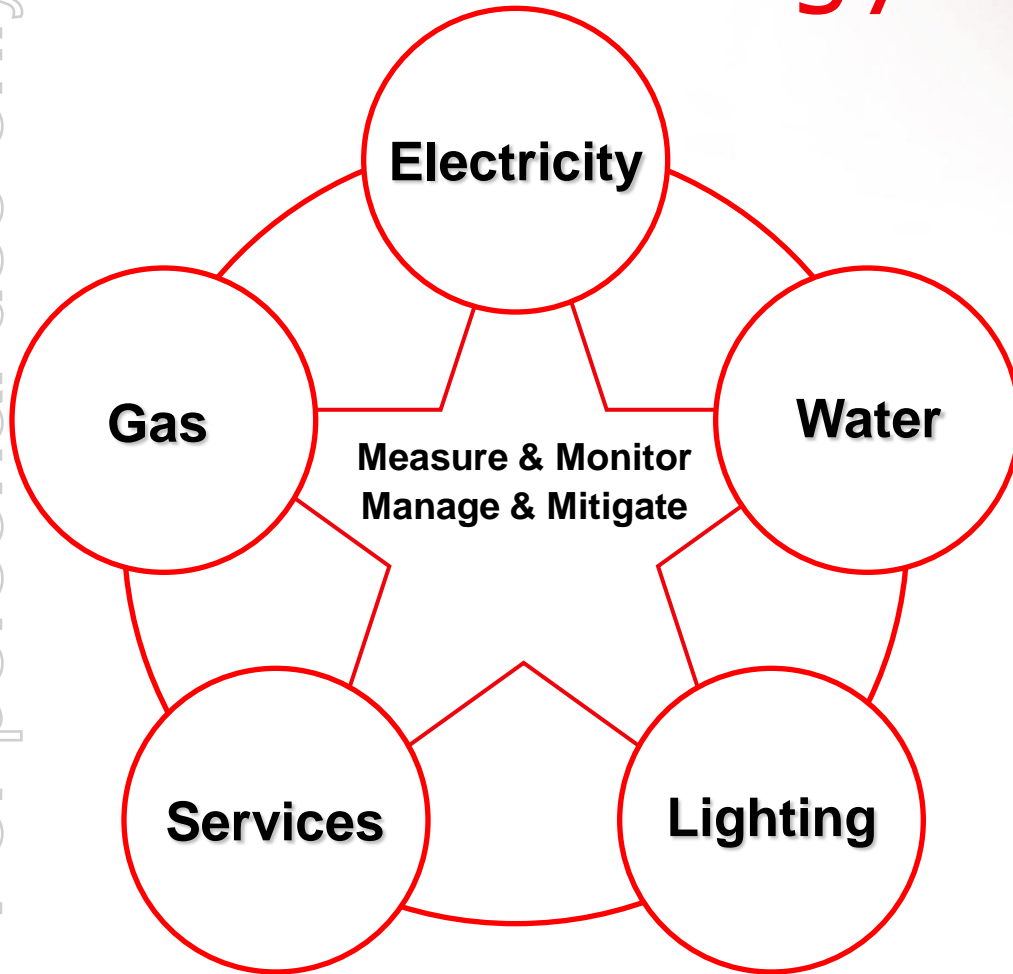 Electricity
Gas
Water
Measure & Monitor
Manage & Mitigate
Services
Lighting